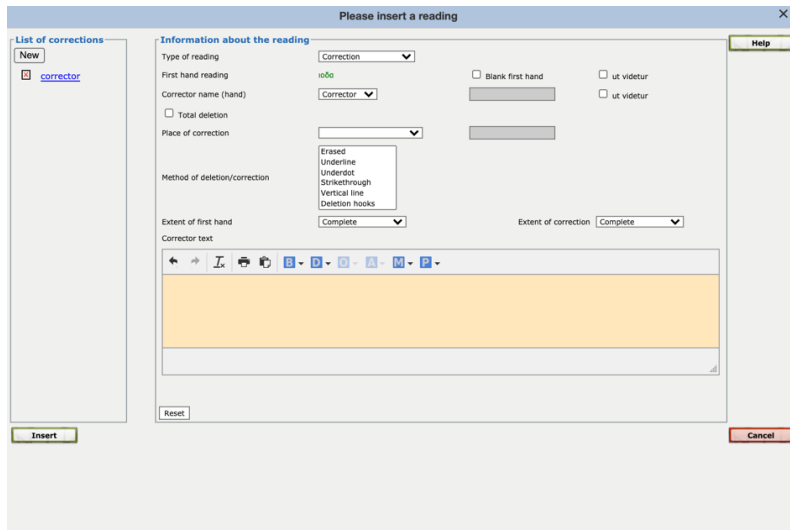 Please insert a reading
List of corrections
New
corrector
Information about the reading
Type of reading Correction
First hand reading ιοδο Blank first hand ut videtur
Corrector name (hand) Corrector ut videtur
Total deletion
Place of correction
Method of deletion/correction
Erased
Underline
Underdot
Strikethrough
Vertical line
Deletion hooks
Extent of first hand Complete Extent of correction Complete
Corrector text
B D O A M P
Reset
Help
Insert
Cancel